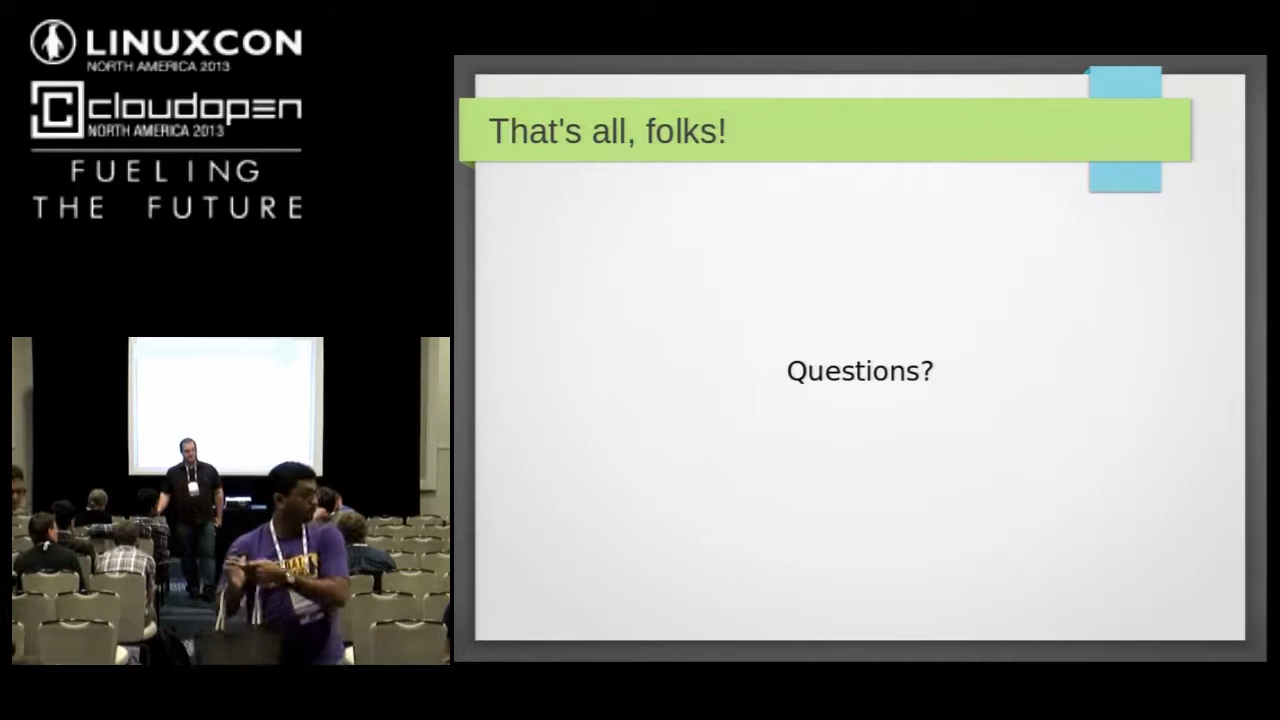 LINUXCON
NORTH AMERICA 2013
cloudopen
NORTH AMERICA 2013
FUELING
THE FUTURE
That's all, folks!
Questions?